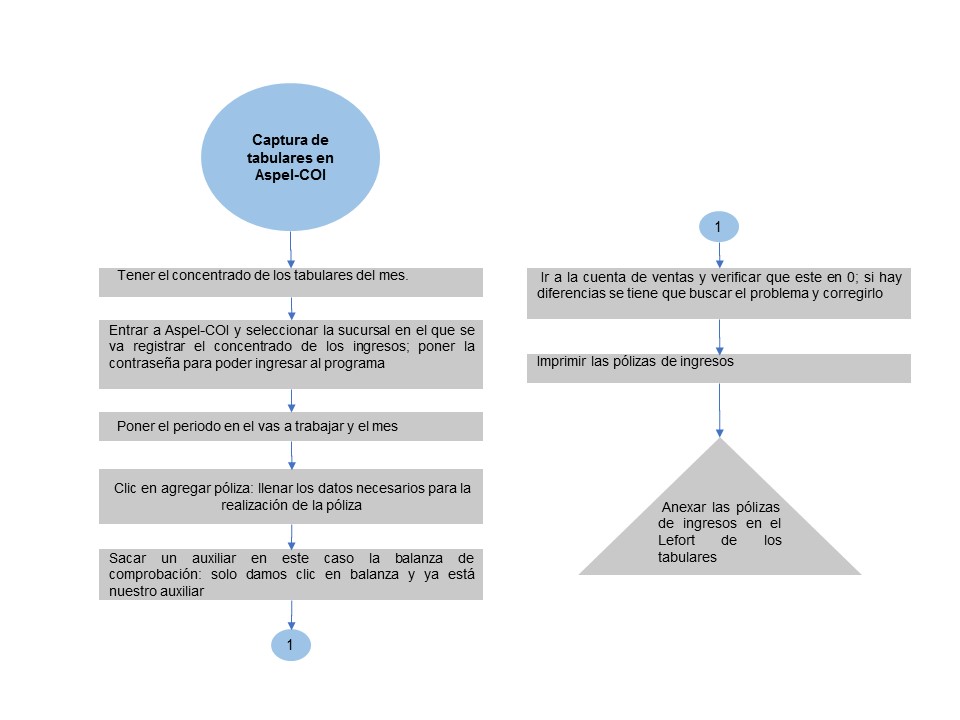 Captura de
tabulares en
Aspel-COI
Tener el concentrado de los tabulares del mes.
Entrar a Aspel-COI y seleccionar la sucursal en el que se
va registrar el concentrado de los ingresos; poner la
contraseña para poder ingresar al programa
Poner el periodo en el vas a trabajar y el mes
Clic en agregar póliza: llenar los datos necesarios para la
realización de la póliza
Sacar un auxiliar en este caso la balanza de
comprobación: solo damos clic en balanza y ya está
nuestro auxiliar
1
1
Ir a la cuenta de ventas y verificar que este en 0; si hay
diferencias se tiene que buscar el problema y corregirlo
Imprimir las pólizas de ingresos
Anexar las pólizas
de ingresos en el
Lefort de los
tabulares